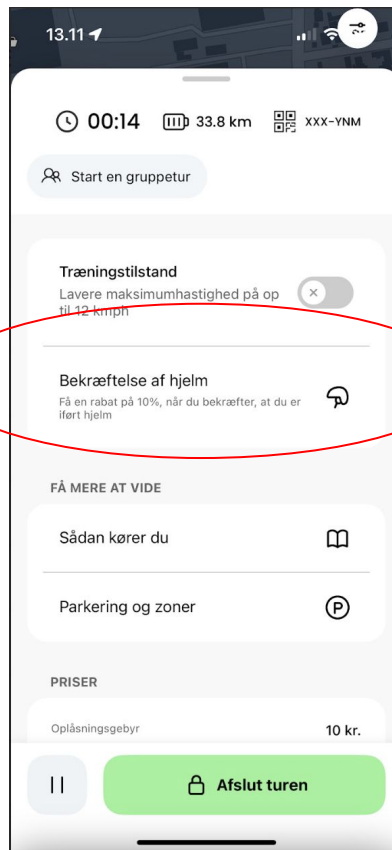 13.11
00:14
33.8 km
XXX-YNM
Start en gruppetur
Træningstilstand
Lavere maksimumhastighed på op
til 12 kmph
Bekræftelse af hjelm
Få en rabat på 10%, når du bekræfter, at du er
iført hjelm
FÅ MERE AT VIDE
Sådan kører du
Parkering og zoner
P
PRISER
Oplåsningsgebyr
10 kr.
Afslut turen